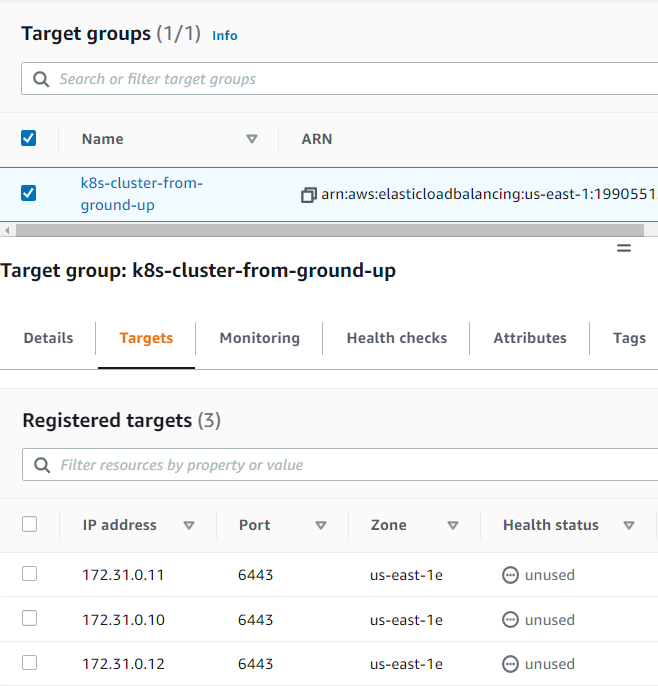 Target groups (1/1) Info
Search or filter target groups
Name ARN
k8s-cluster-from-
ground-up
arn:aws:elasticloadbalancing:us-east-1:1990551
Target group: k8s-cluster-from-ground-up
Details Targets Monitoring Health checks Attributes Tags
Registered targets (3)
Filter resources by property or value
IP address Port Zone Health status
172.31.0.11 6443 us-east-1e unused
172.31.0.10 6443 us-east-1e unused
172.31.0.12 6443 us-east-1e unused